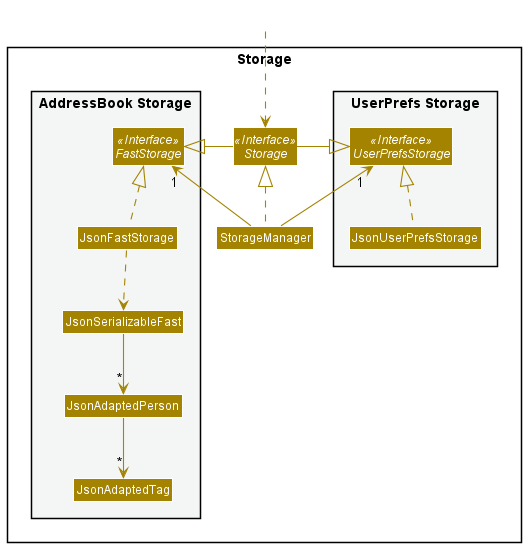 Storage
AddressBook Storage
UserPrefs Storage
«Interface»
FastStorage
«Interface»
Storage
«Interface»
UserPrefsStorage
1
1
JsonFastStorage
StorageManager
JsonUserPrefsStorage
JsonSerializableFast
*
JsonAdaptedPerson
*
JsonAdaptedTag